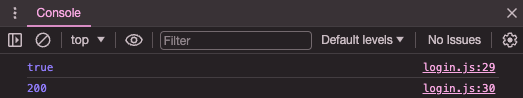 Console
top Filter Default levels No Issues
true login.js:29
200 login.js:30